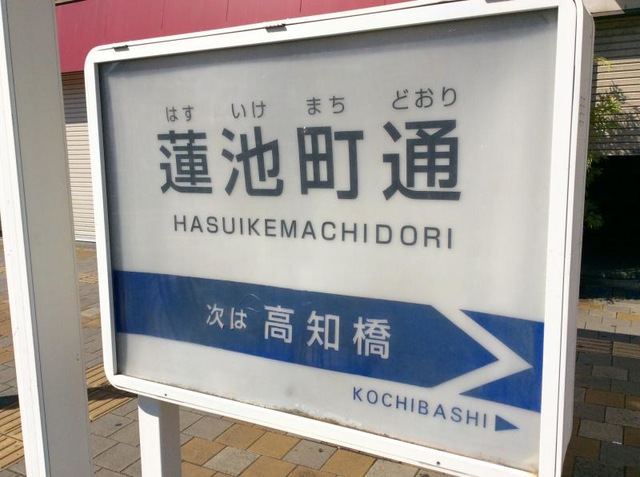 はす いけ まち どおり
蓮池町通
HASUIKEMACHIDORI
次は 高知橋
KOCHIBASHI